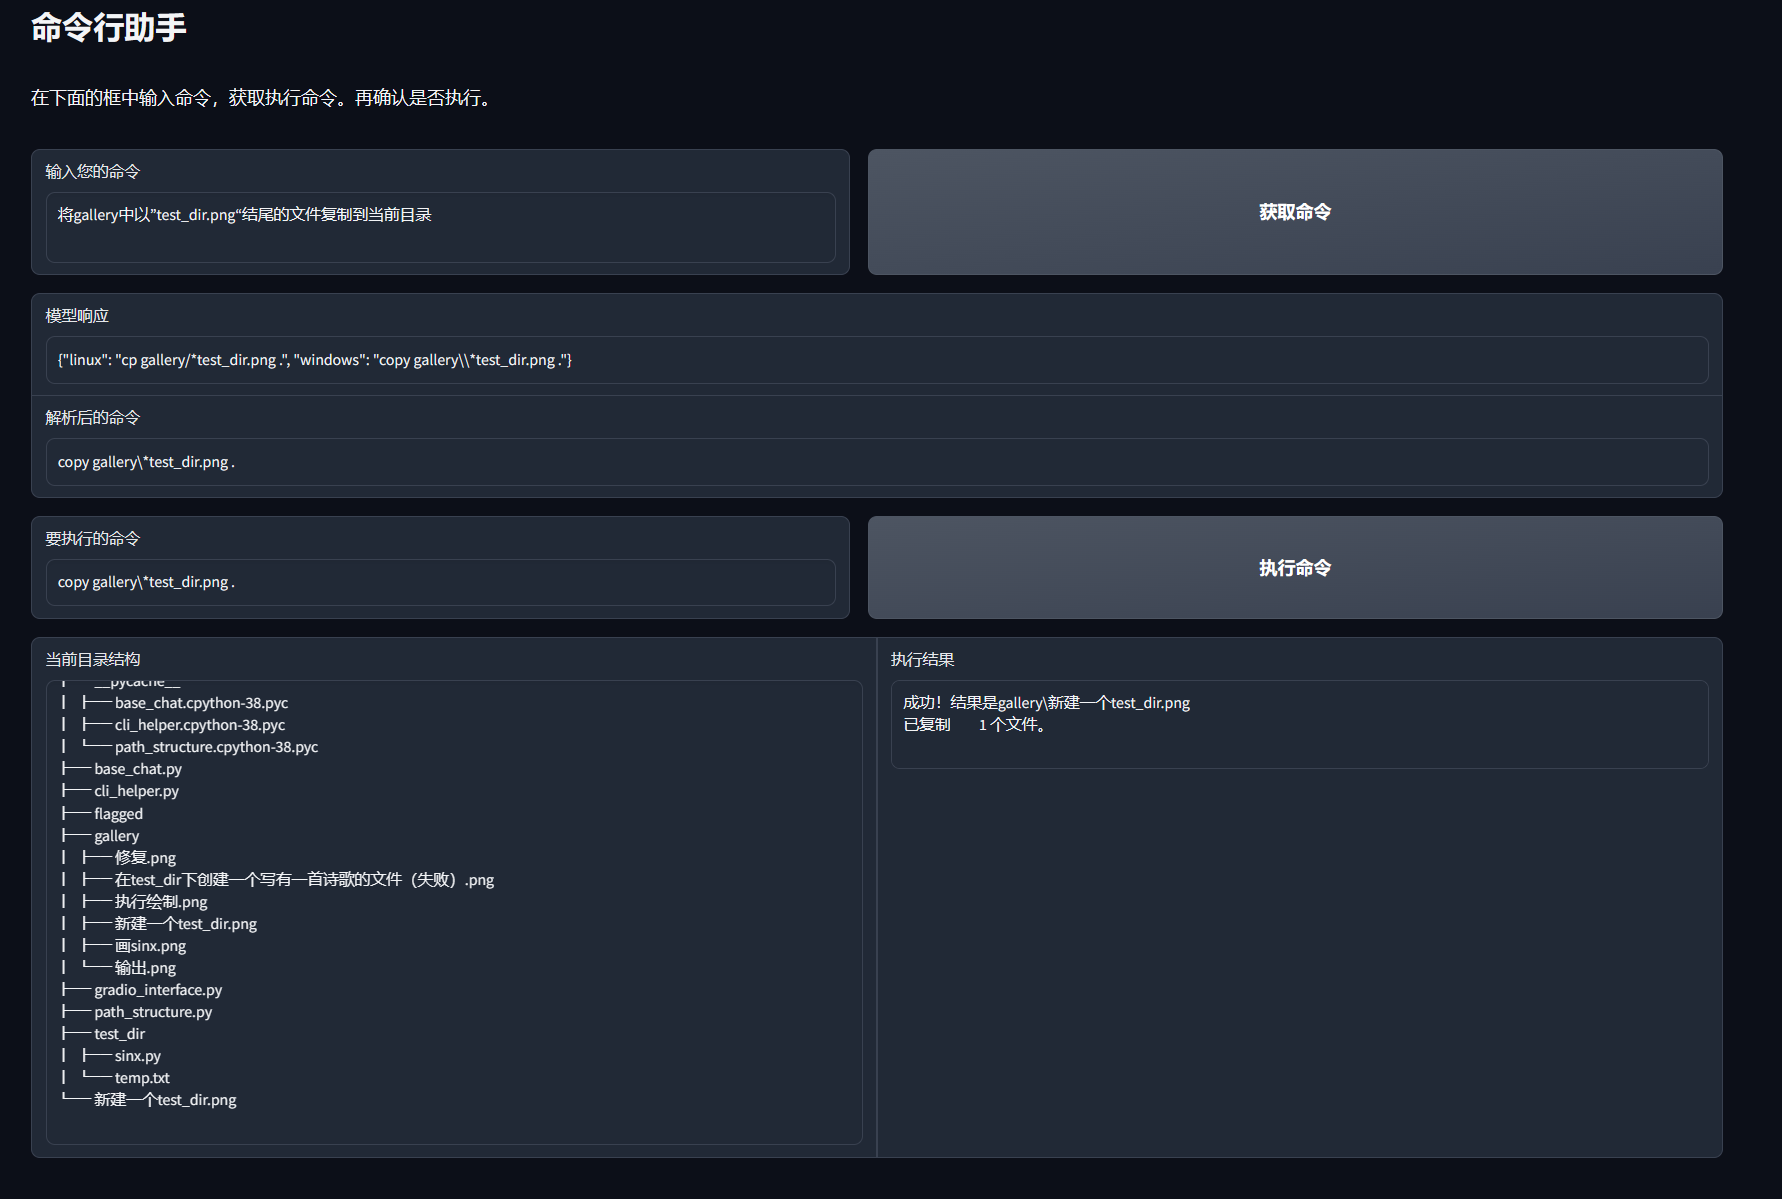 命令行助手
在下面的框中输入命令，获取执行命令。再确认是否执行。
输入您的命令
将gallery中以”test_dir.png“结尾的文件复制到当前目录
获取命令
模型响应
{"linux": "cp gallery/*test_dir.png .", "windows": "copy gallery\\*test_dir.png ."}
解析后的命令
copy gallery\*test_dir.png .
要执行的命令
copy gallery\*test_dir.png .
执行命令
当前目录结构
__pycache__
│ ├── base_chat.cpython-38.pyc
│ ├── cli_helper.cpython-38.pyc
│ └── path_structure.cpython-38.pyc
├── base_chat.py
├── cli_helper.py
├── flagged
├── gallery
│ ├── 修复.png
│ ├── 在test_dir下创建一个写有一首诗歌的文件（失败）.png
│ ├── 执行绘制.png
│ ├── 新建一个test_dir.png
│ ├── 画sinx.png
│ └── 输出.png
├── gradio_interface.py
├── path_structure.py
├── test_dir
│ ├── sinx.py
│ └── temp.txt
└── 新建一个test_dir.png
执行结果
成功！结果是gallery\新建一个test_dir.png
已复制 1 个文件。